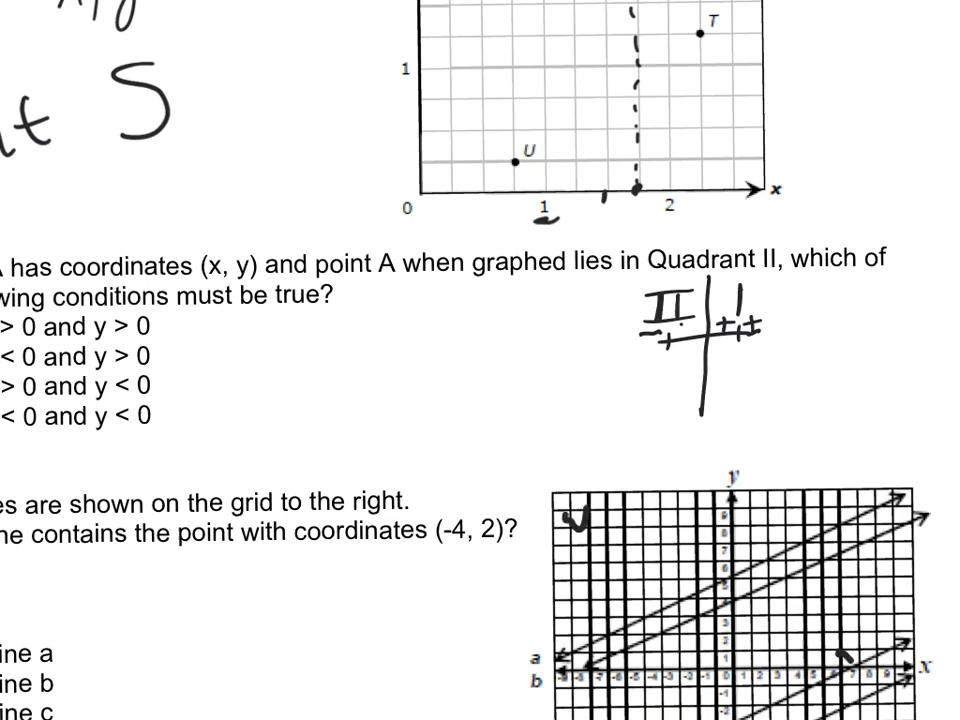 S
T
1
U
x
0 1 2
has coordinates (x, y) and point A when graphed lies in Quadrant II, which of
wing conditions must be true?
> 0 and y > 0
< 0 and y > 0
> 0 and y < 0
< 0 and y < 0
II
y
es are shown on the grid to the right.
ne contains the point with coordinates (-4, 2)?
ine a
a
x
ine b
b
ine c